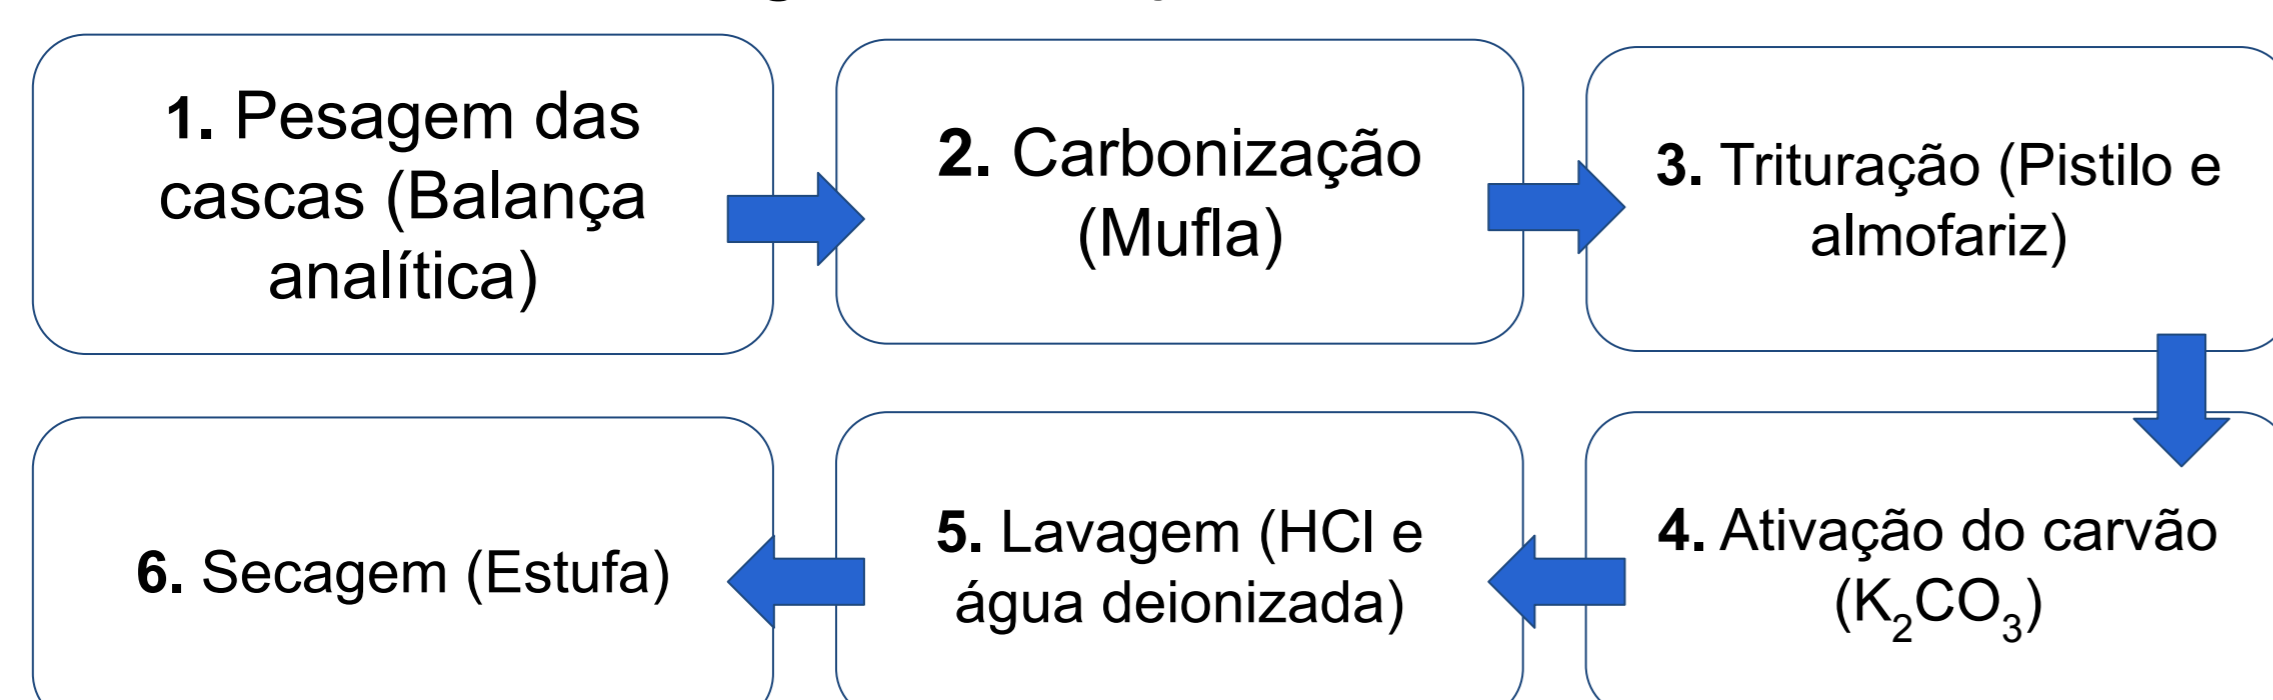 1. Pesagem das
cascas (Balança
analítica)
2. Carbonização
(Mufla)
3. Trituração (Pistilo e
almofariz)
4. Ativação do carvão
(K₂CO₃)
5. Lavagem (HCl e
água deionizada)
6. Secagem (Estufa)